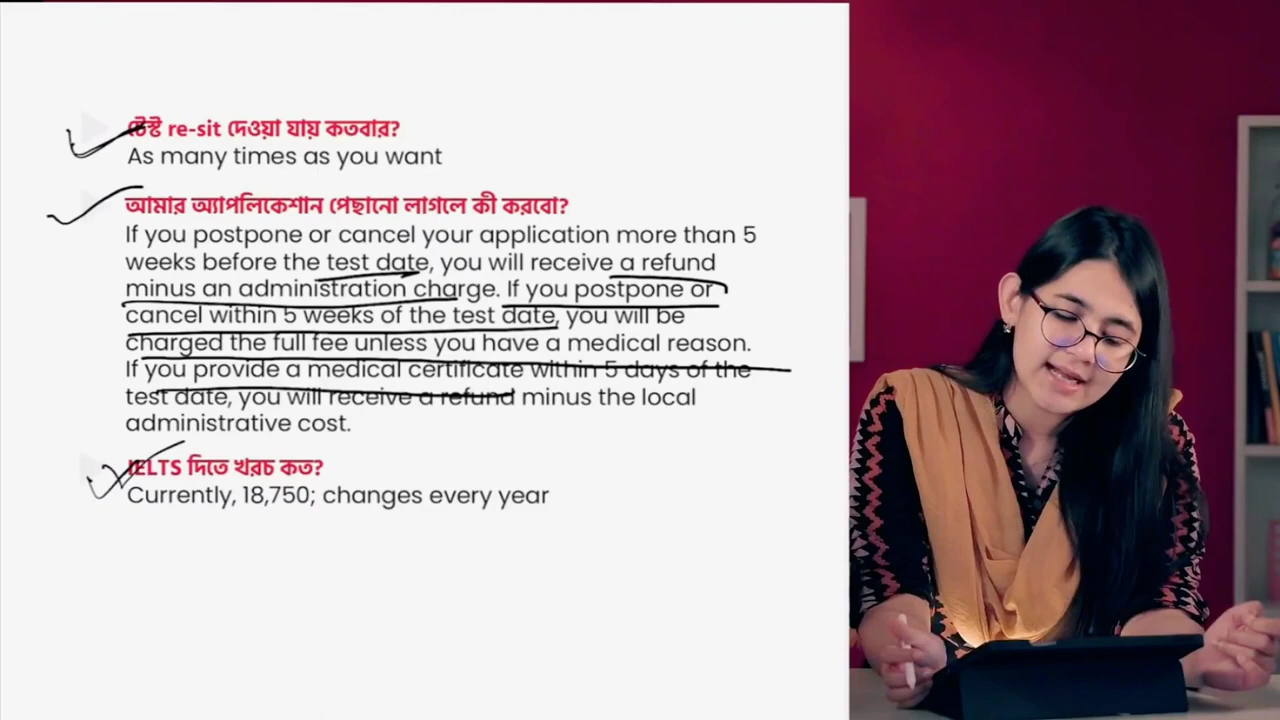 টেস্ট re-sit দেওয়া যায় কতবার?
As many times as you want
আমার অ্যাপলিকেশান পেছানো লাগলে কী করবো?
If you postpone or cancel your application more than 5
weeks before the test date, you will receive a refund
minus an administration charge. If you postpone or
cancel within 5 weeks of the test date, you will be
charged the full fee unless you have a medical reason.
If you provide a medical certificate within 5 days of the
test date, you will receive a refund minus the local
administrative cost.
IELTS দিতে খরচ কত?
Currently, 18,750; changes every year